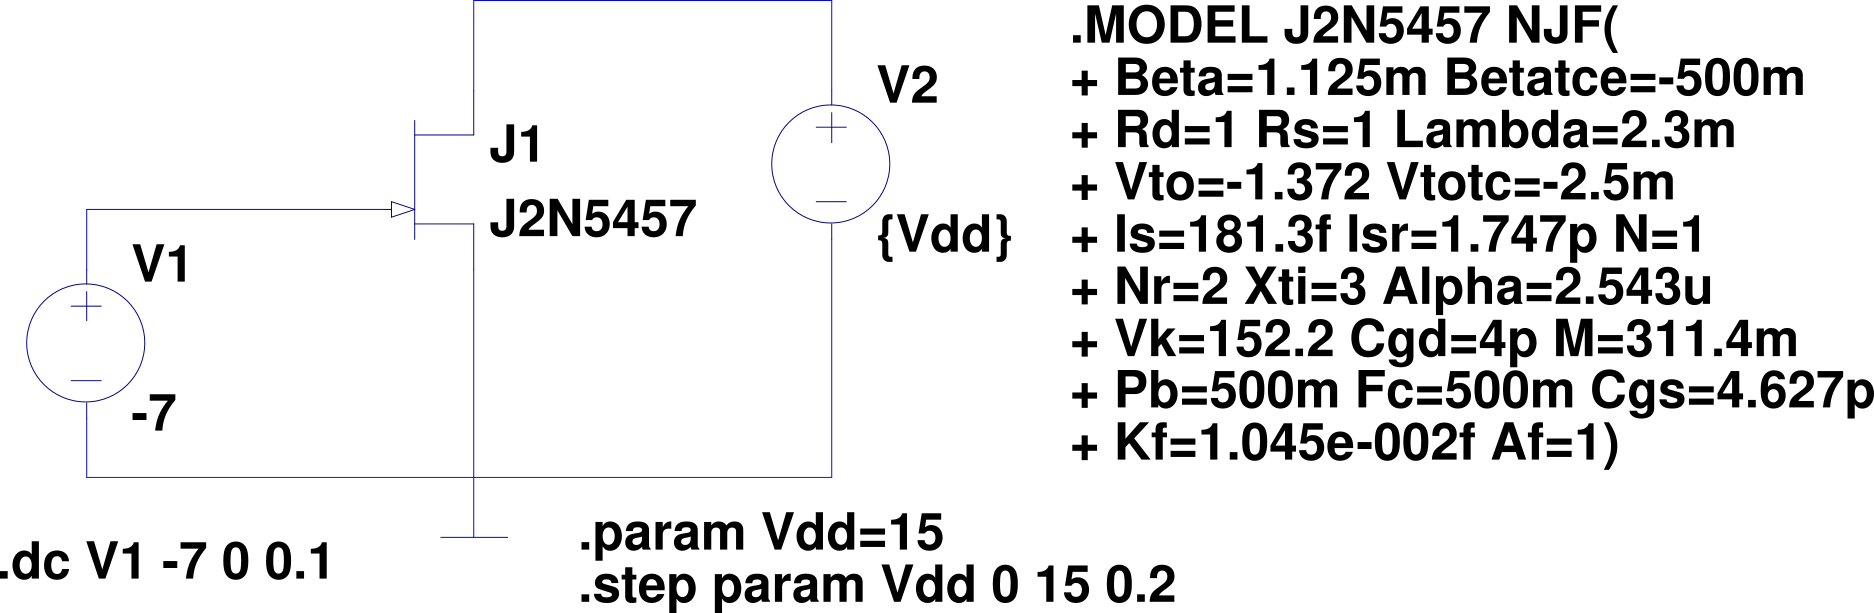 V1
-7
J1
J2N5457
V2
{Vdd}
.dc V1 -7 0 0.1
.param Vdd=15
.step param Vdd 0 15 0.2
.MODEL J2N5457 NJF(
+ Beta=1.125m Betatce=-500m
+ Rd=1 Rs=1 Lambda=2.3m
+ Vto=-1.372 Vtotc=-2.5m
+ Is=181.3f Isr=1.747p N=1
+ Nr=2 Xti=3 Alpha=2.543u
+ Vk=152.2 Cgd=4p M=311.4m
+ Pb=500m Fc=500m Cgs=4.627p
+ Kf=1.045e-002f Af=1)